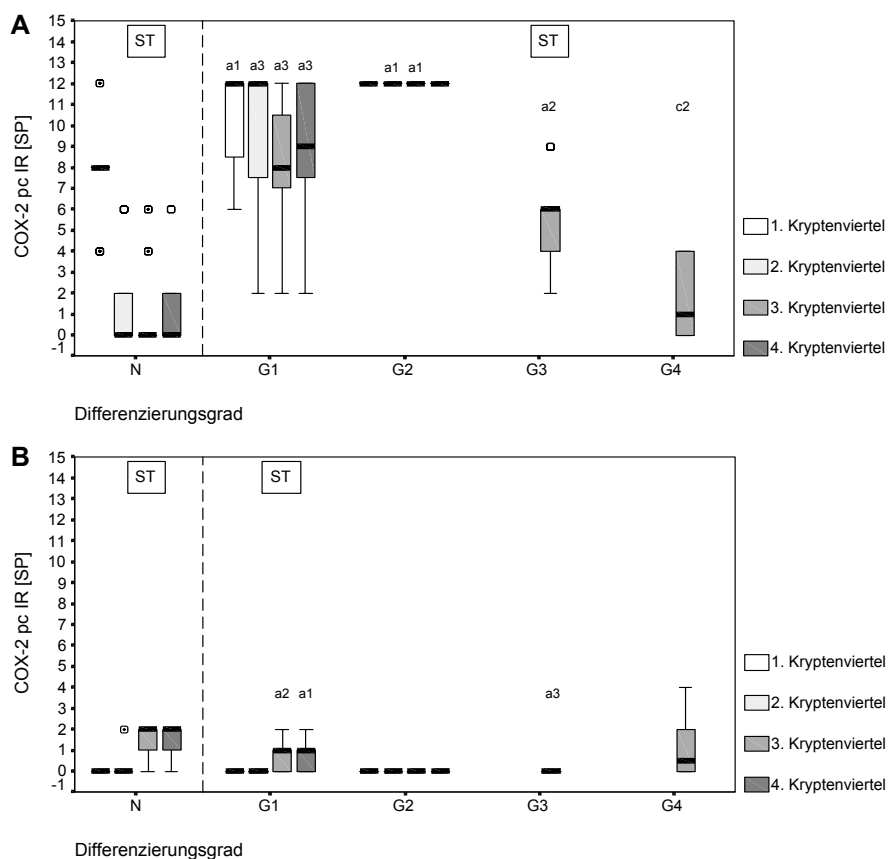 A
COX-2 pc IR [SP]
15
14
13
12
11
10
9
8
7
6
5
4
3
2
1
0
-1
ST
ST
a1 a3 a3 a3
a1 a1
a2
c2
N G1 G2 G3 G4
Differenzierungsgrad
1. Kryptenviertel
2. Kryptenviertel
3. Kryptenviertel
4. Kryptenviertel
B
COX-2 pc IR [SP]
15
14
13
12
11
10
9
8
7
6
5
4
3
2
1
0
-1
ST
ST
a2 a1
a3
N G1 G2 G3 G4
Differenzierungsgrad
1. Kryptenviertel
2. Kryptenviertel
3. Kryptenviertel
4. Kryptenviertel